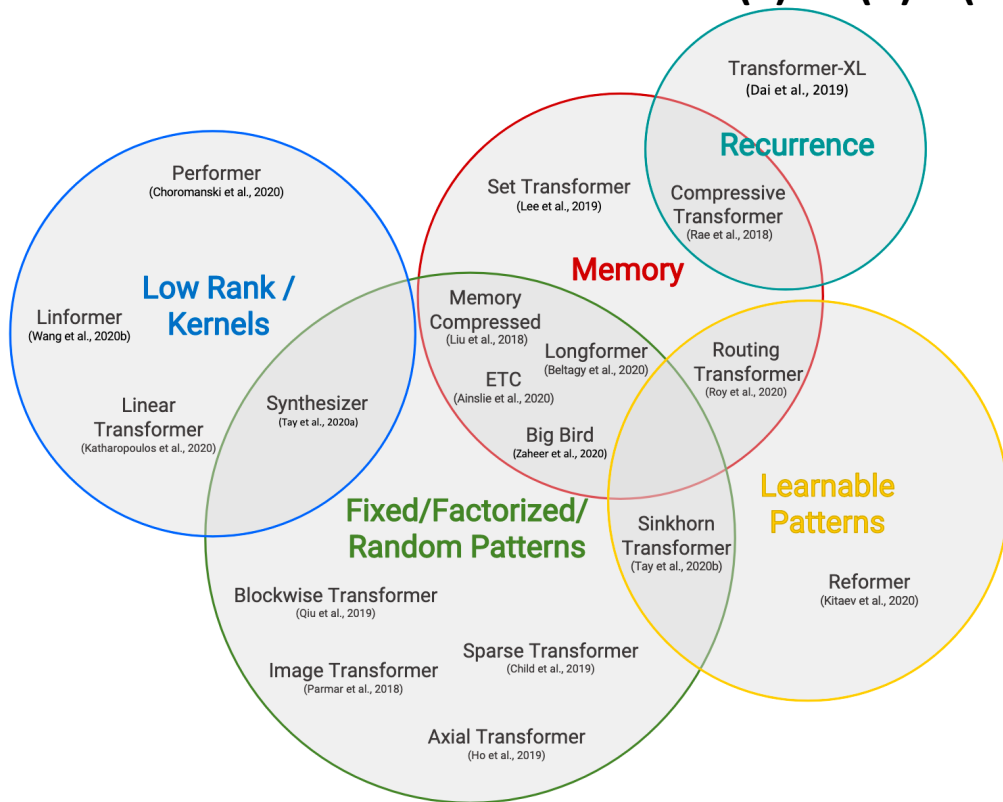 Transformer-XL
(Dai et al., 2019)
Recurrence
Performer
(Choromanski et al., 2020)
Set Transformer
(Lee et al., 2019)
Compressive
Transformer
(Rae et al., 2018)
Memory
Low Rank /
Kernels
Memory
Compressed
(Liu et al., 2018)
Linformer
(Wang et al., 2020b)
Longformer
(Beltagy et al., 2020)
Routing
Transformer
(Roy et al., 2020)
ETC
(Ainslie et al., 2020)
Linear
Transformer
(Katharopoulos et al., 2020)
Synthesizer
(Tay et al., 2020a)
Big Bird
(Zaheer et al., 2020)
Learnable
Patterns
Fixed/Factorized/
Random Patterns
Sinkhorn
Transformer
(Tay et al., 2020b)
Reformer
(Kitaev et al., 2020)
Blockwise Transformer
(Qiu et al., 2019)
Sparse Transformer
(Child et al., 2019)
Image Transformer
(Parmar et al., 2018)
Axial Transformer
(Ho et al., 2019)